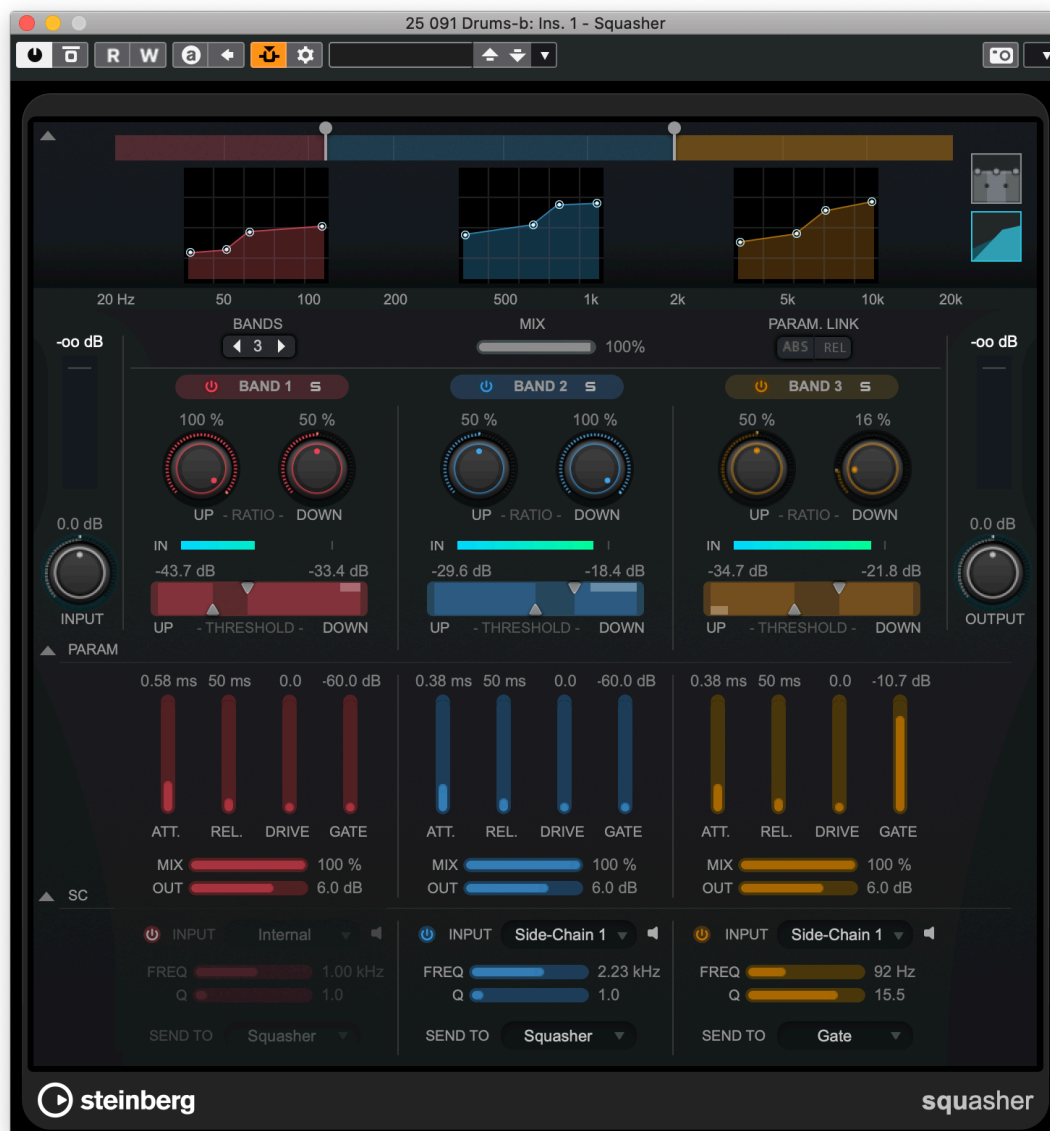 25 091 Drums-b: Ins. 1 - Squasher
R W a
20 Hz 50 100 200 500 1k 2k 5k 10k 20k
-oo dB BANDS MIX PARAM. LINK -oo dB
3 100% ABS REL
BAND 1 S BAND 2 S BAND 3 S
100 % 50 % 50 % 100 % 50 % 16 %
UP - RATIO - DOWN UP - RATIO - DOWN UP - RATIO - DOWN
0.0 dB 0.0 dB
IN IN IN
-43.7 dB -33.4 dB -29.6 dB -18.4 dB -34.7 dB -21.8 dB
INPUT OUTPUT
UP - THRESHOLD - DOWN UP - THRESHOLD - DOWN UP - THRESHOLD - DOWN
PARAM
0.58 ms 50 ms 0.0 -60.0 dB 0.38 ms 50 ms 0.0 -60.0 dB 0.38 ms 50 ms 0.0 -10.7 dB
ATT. REL. DRIVE GATE ATT. REL. DRIVE GATE ATT. REL. DRIVE GATE
MIX 100 % MIX 100 % MIX 100 %
OUT 6.0 dB OUT 6.0 dB OUT 6.0 dB
SC
INPUT Internal INPUT Side-Chain 1 INPUT Side-Chain 1
FREQ 1.00 kHz FREQ 2.23 kHz FREQ 92 Hz
Q 1.0 Q 1.0 Q 15.5
SEND TO Squasher SEND TO Squasher SEND TO Gate
steinberg squasher